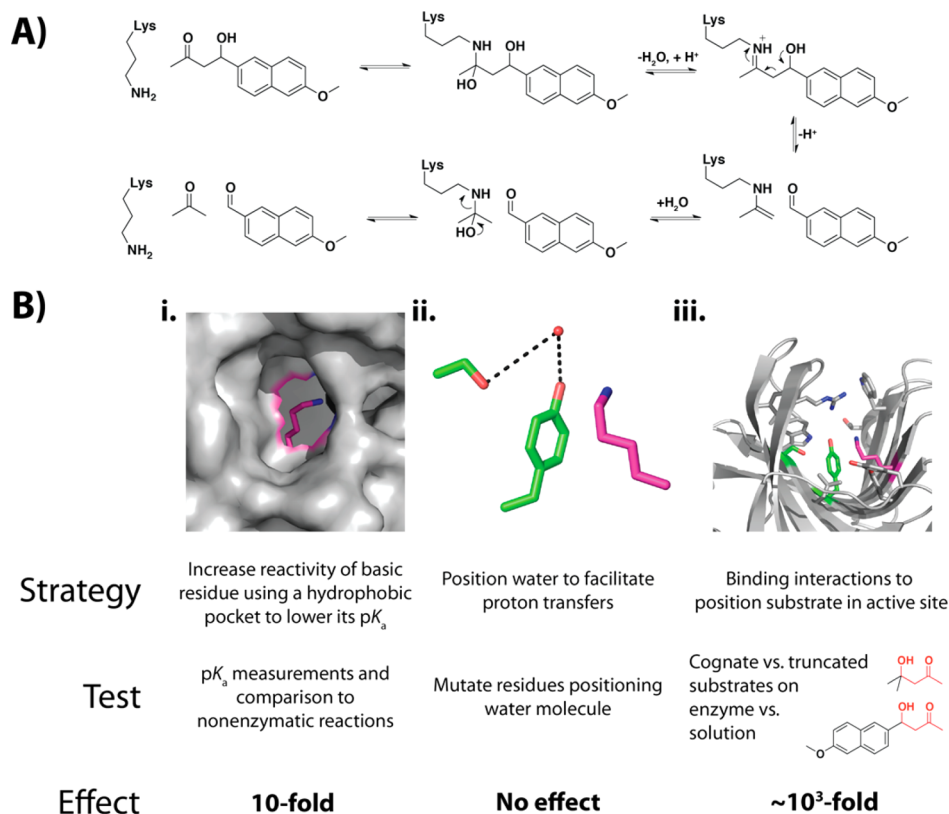 A)
Lys
O
OH
NH2
O
Lys
NH
OH
HO
O
-H2O, + H+
Lys
+
NH
OH
O
-H+
Lys
O
NH2
O
O
Lys
NH
HO
O
O
+H2O
Lys
NH
O
O
B)
i.
ii.
iii.
Strategy
Increase reactivity of basic
residue using a hydrophobic
pocket to lower its pKa
Position water to facilitate
proton transfers
Binding interactions to
position substrate in active site
Test
pKa measurements and
comparison to
nonenzymatic reactions
Mutate residues positioning
water molecule
Cognate vs. truncated
substrates on
enzyme vs.
solution
OH O
OH O
O
Effect
10-fold
No effect
~10³-fold